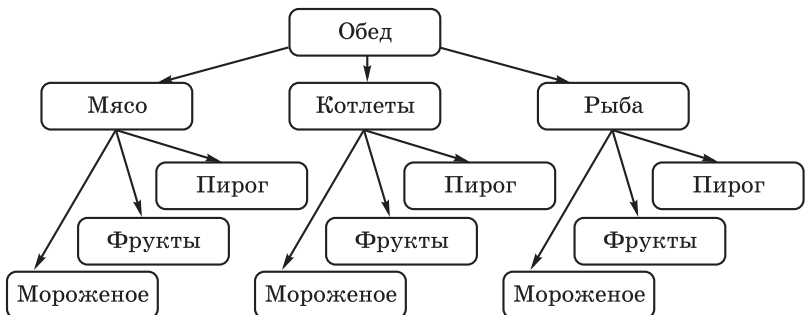 Обед
Мясо
Котлеты
Рыба
Пирог
Пирог
Пирог
Фрукты
Фрукты
Фрукты
Мороженое
Мороженое
Мороженое